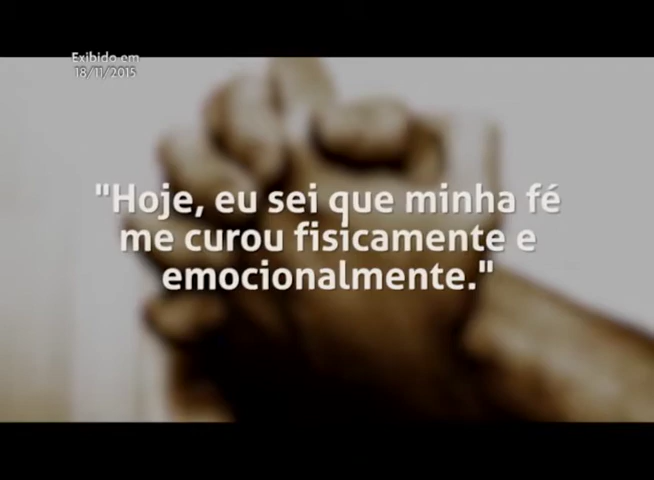 Exibido em
18/11/2015
"Hoje, eu sei que minha fé
me curou fisicamente e
emocionalmente."